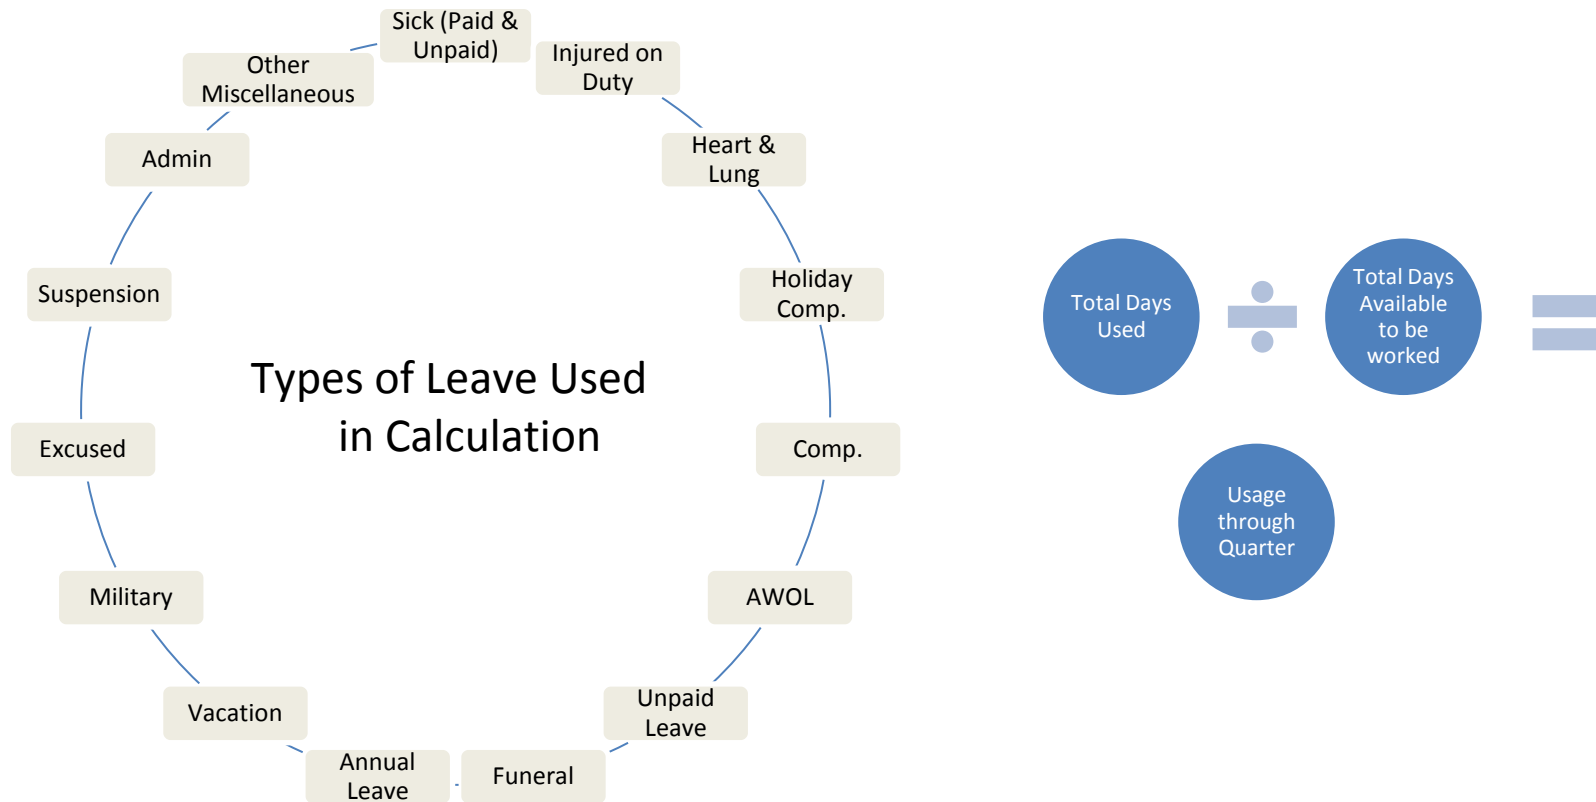 Sick (Paid &
Unpaid)
Injured on
Duty
Heart &
Lung
Holiday
Comp.
Comp.
AWOL
Unpaid
Leave
Funeral
Annual
Leave
Vacation
Military
Excused
Suspension
Admin
Other
Miscellaneous
Types of Leave Used
in Calculation
Total Days
Used
÷
Total Days
Available
to be
worked
=
Usage
through
Quarter